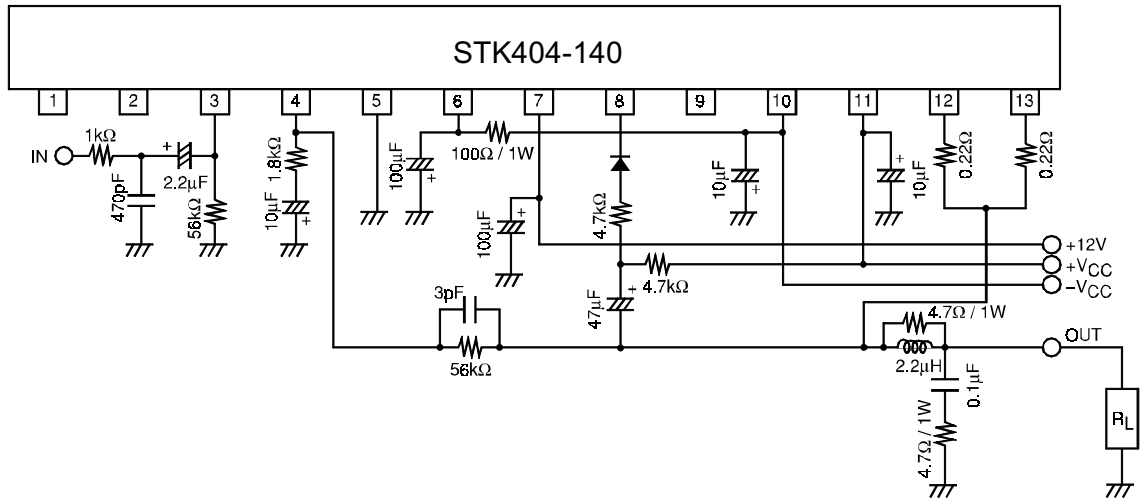 STK404-140
1 2 3 4 5 6 7 8 9 10 11 12 13
IN
1kΩ
470pF
+
2.2μF
56kΩ
1.8kΩ
10μF
+
100μF
+
100Ω / 1W
100μF
+
4.7kΩ
4.7kΩ
47μF
+
10μF
+
+
10μF
0.22Ω
0.22Ω
+12V
+VCC
−VCC
3pF
56kΩ
4.7Ω / 1W
2.2μH
OUT
0.1μF
4.7Ω / 1W
RL